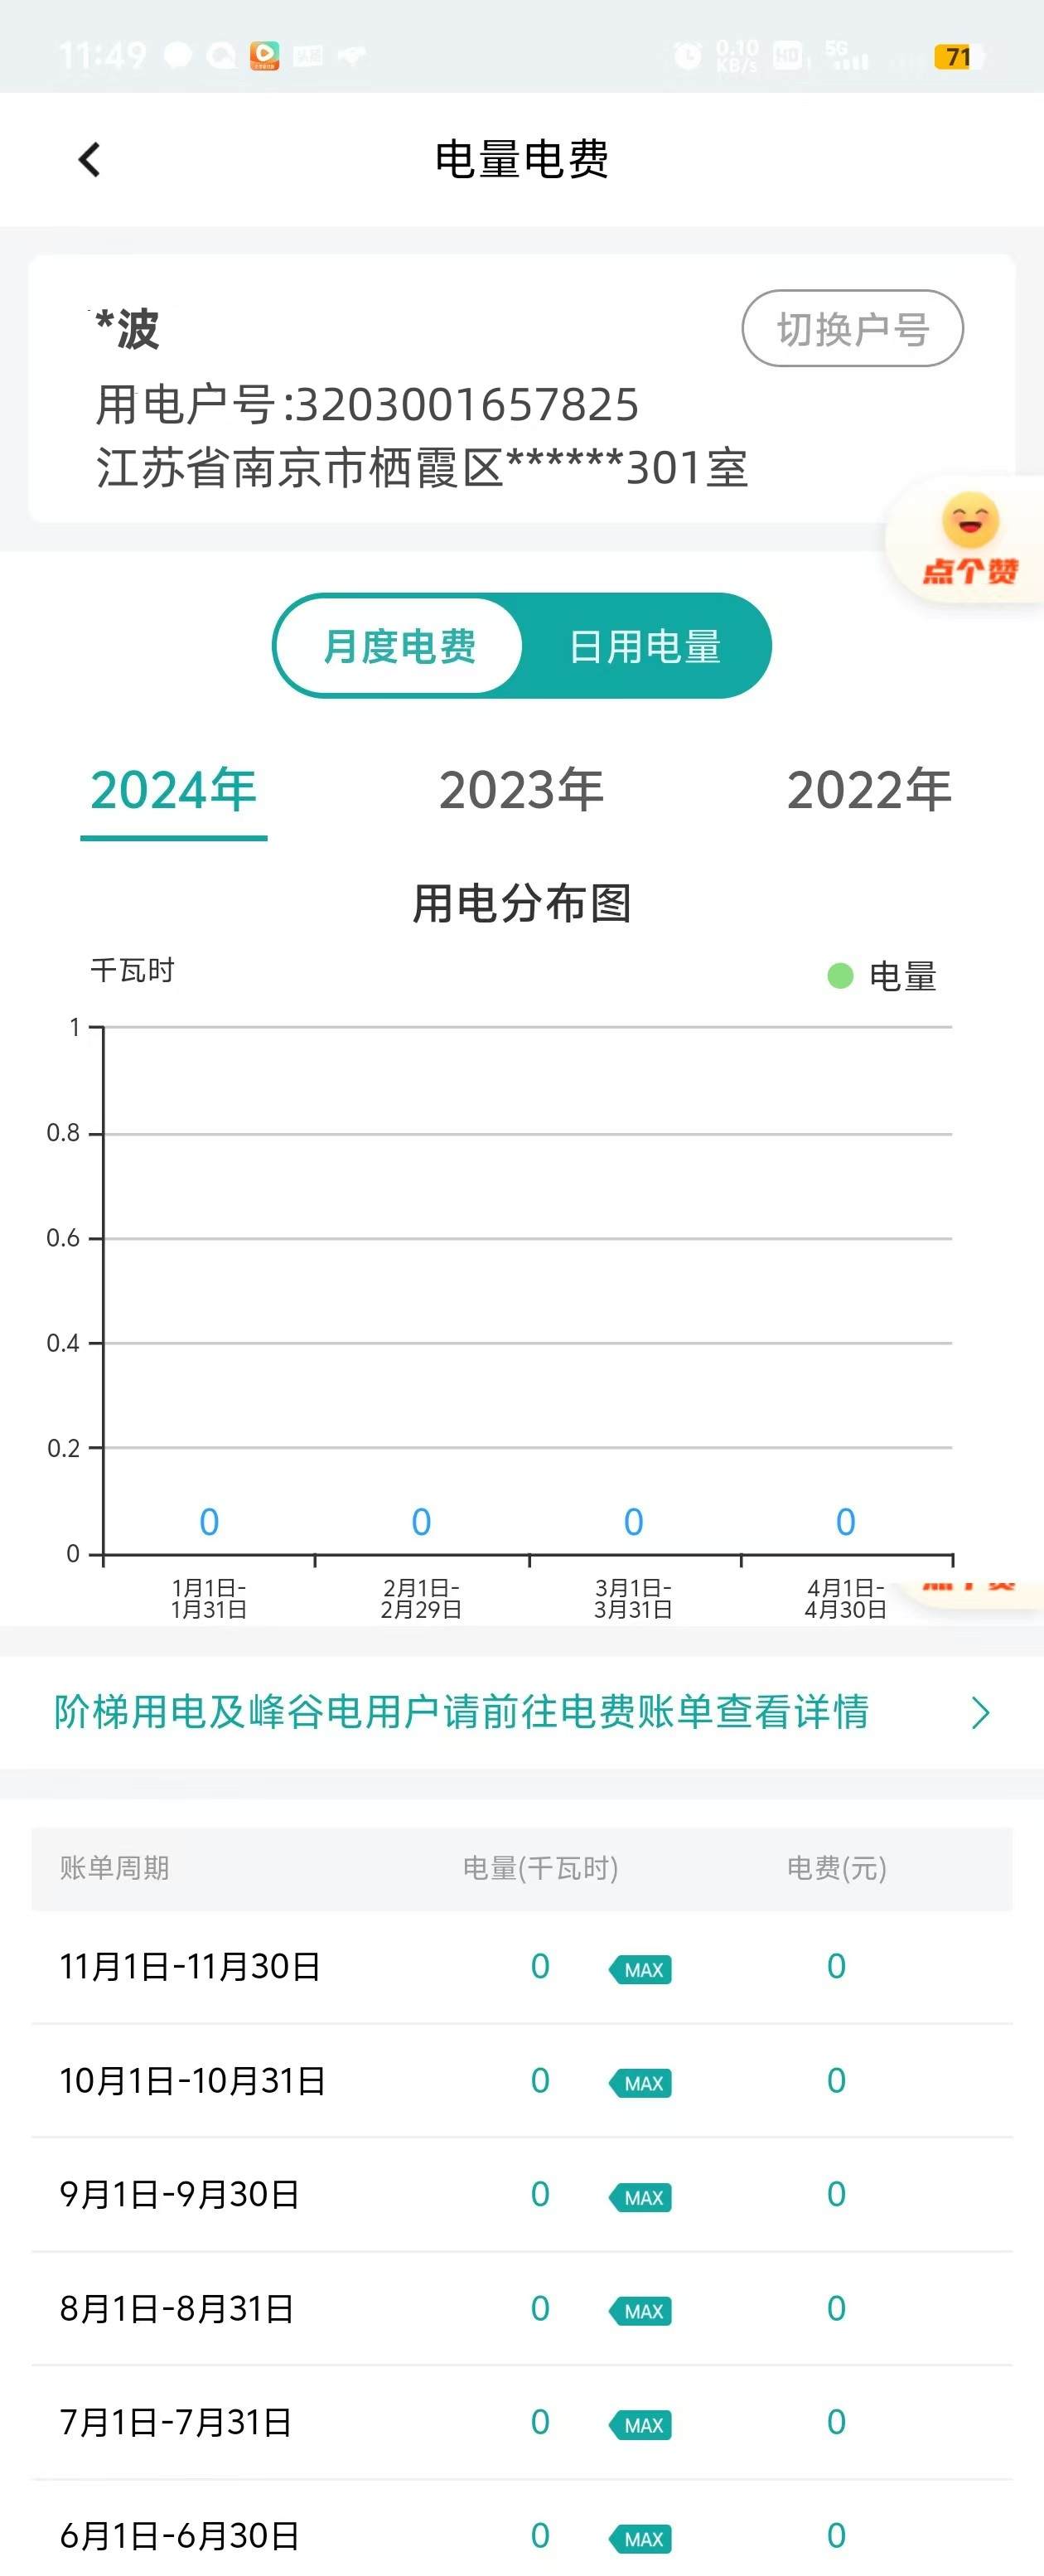 11:49
0.10
KB/s
HD
5G
71
电量电费
*波
切换户号
用电户号:3203001657825
江苏省南京市栖霞区******301室
点个赞
月度电费
日用电量
2024年
2023年
2022年
用电分布图
千瓦时
电量
1
0.8
0.6
0.4
0.2
0
0
0
0
0
1月1日-
1月31日
2月1日-
2月29日
3月1日-
3月31日
4月1日-
4月30日
阶梯用电及峰谷电用户请前往电费账单查看详情
账单周期 电量(千瓦时) 电费(元)
11月1日-11月30日 0 MAX 0
10月1日-10月31日 0 MAX 0
9月1日-9月30日 0 MAX 0
8月1日-8月31日 0 MAX 0
7月1日-7月31日 0 MAX 0
6月1日-6月30日 0 MAX 0